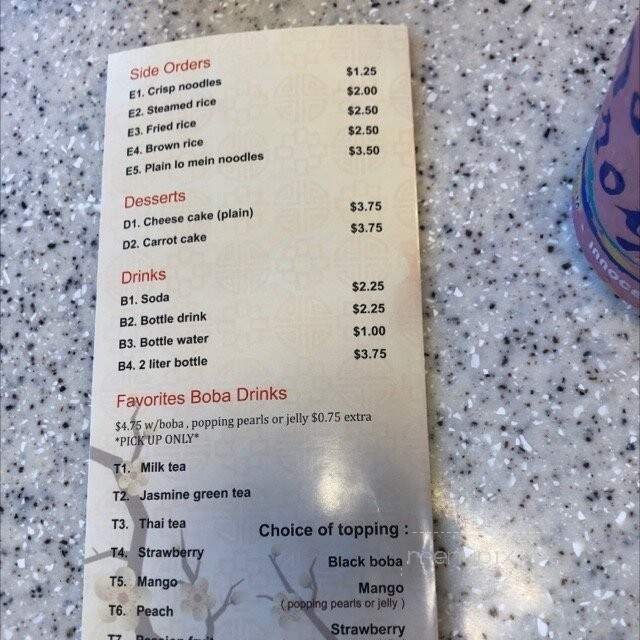 Side Orders
E1. Crisp noodles $1.25
E2. Steamed rice $2.00
E3. Fried rice $2.50
E4. Brown rice $2.50
E5. Plain lo mein noodles $3.50
Desserts
D1. Cheese cake (plain) $3.75
D2. Carrot cake $3.75
Drinks
B1. Soda $2.25
B2. Bottle drink $2.25
B3. Bottle water $1.00
B4. 2 liter bottle $3.75
Favorites Boba Drinks
$4.75 w/boba , popping pearls or jelly $0.75 extra
*PICK UP ONLY*
T1. Milk tea
T2. Jasmine green tea
T3. Thai tea
T4. Strawberry
T5. Mango
T6. Peach
T7. Passion fruit
Choice of topping :
Black boba
Mango
( popping pearls or jelly )
Strawberry